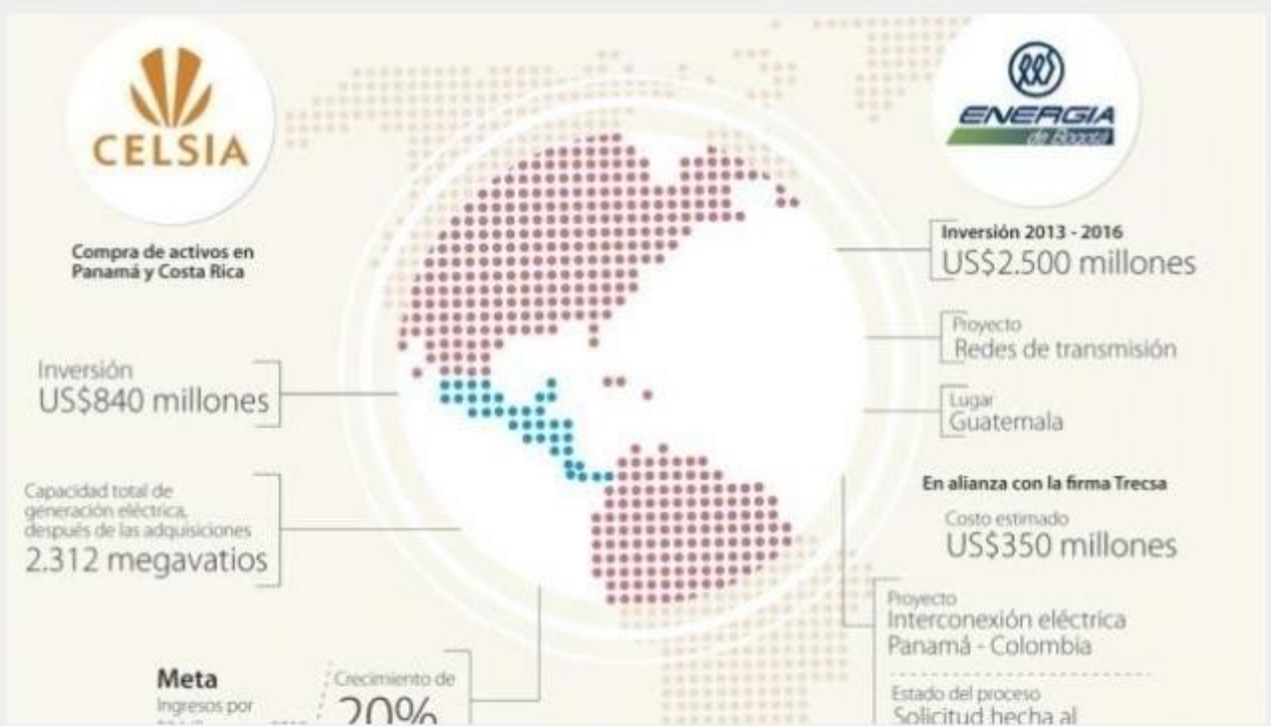 CELSIA
Compra de activos en
Panamá y Costa Rica
Inversión
US$840 millones
Capacidad total de
generación eléctrica,
después de las adquisiciones
2.312 megavatios
Meta
Ingresos por
Crecimiento de
20%
ENERGIA
de Bogotá
Inversión 2013 - 2016
US$2.500 millones
Proyecto
Redes de transmisión
Lugar
Guatemala
En alianza con la firma Trecsa
Costo estimado
US$350 millones
Proyecto
Interconexión eléctrica
Panamá - Colombia
Estado del proceso
Solicitud hecha al